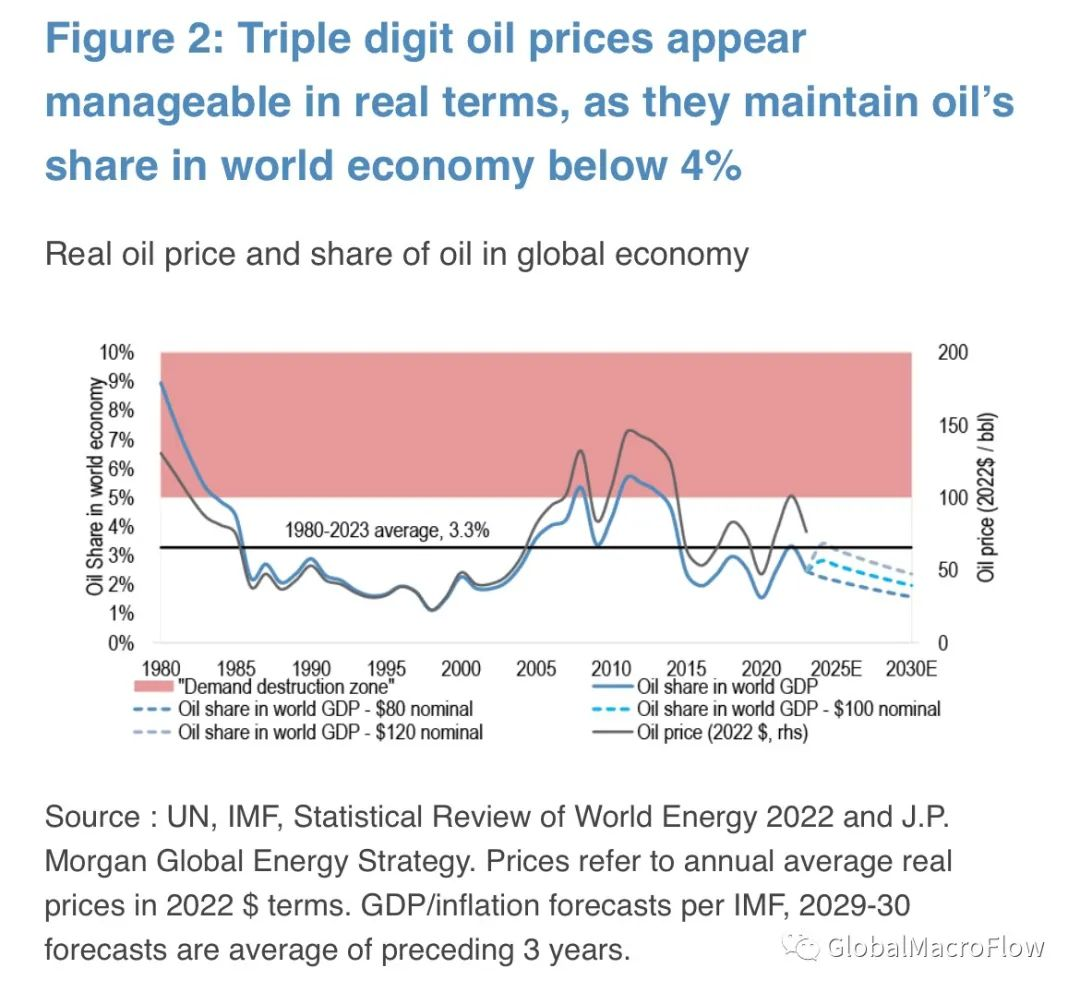 Figure 2: Triple digit oil prices appear
manageable in real terms, as they maintain oil’s
share in world economy below 4%
Real oil price and share of oil in global economy
10%
9%
8%
7%
6%
5%
4%
3%
2%
1%
0%
Oil Share in world economy
1980-2023 average, 3.3%
200
150
100
50
0
Oil price (2022$ / bbl)
1980 1985 1990 1995 2000 2005 2010 2015 2020 2025E 2030E
"Demand destruction zone"
Oil share in world GDP
Oil share in world GDP - $80 nominal
Oil share in world GDP - $100 nominal
Oil share in world GDP - $120 nominal
Oil price (2022 $, rhs)
Source : UN, IMF, Statistical Review of World Energy 2022 and J.P.
Morgan Global Energy Strategy. Prices refer to annual average real
prices in 2022 $ terms. GDP/inflation forecasts per IMF, 2029-30
forecasts are average of preceding 3 years.
GlobalMacroFlow